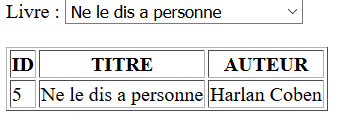 Livre : Ne le dis a personne
ID TITRE AUTEUR
5 Ne le dis a personne Harlan Coben